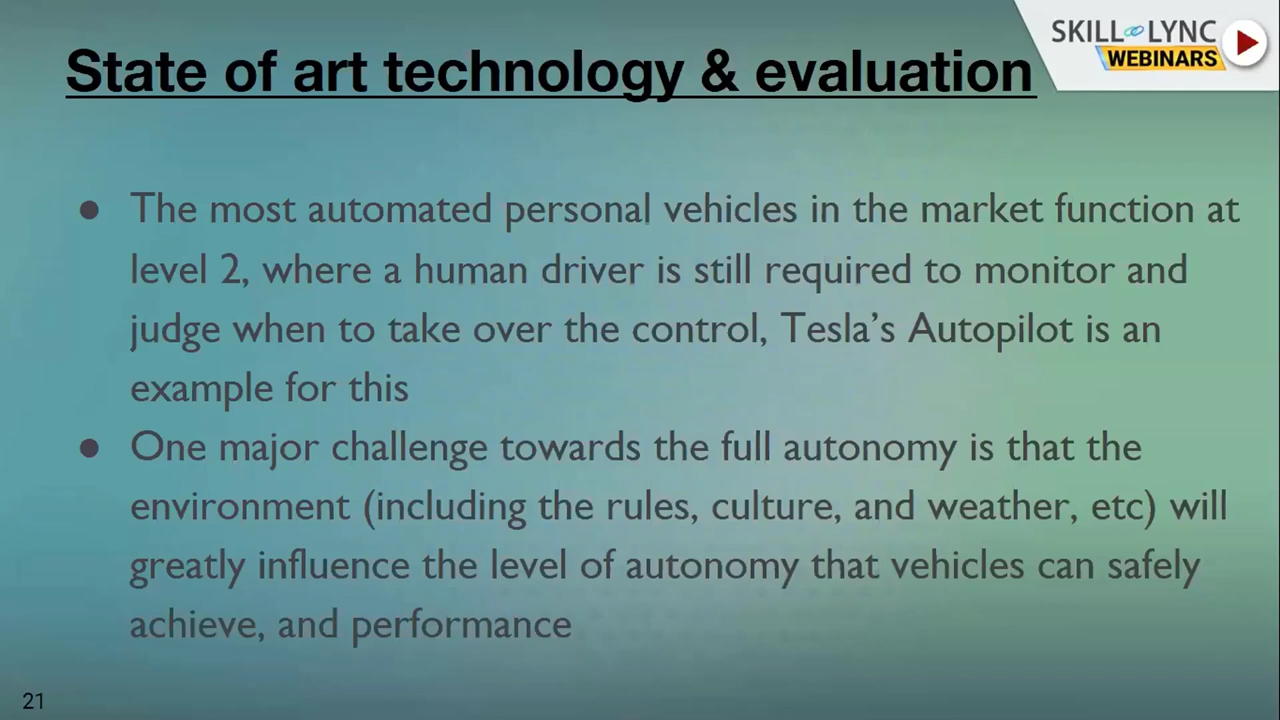 State of art technology & evaluation
SKILL LYNC
WEBINARS
● The most automated personal vehicles in the market function at
level 2, where a human driver is still required to monitor and
judge when to take over the control, Tesla’s Autopilot is an
example for this
● One major challenge towards the full autonomy is that the
environment (including the rules, culture, and weather, etc) will
greatly influence the level of autonomy that vehicles can safely
achieve, and performance
21